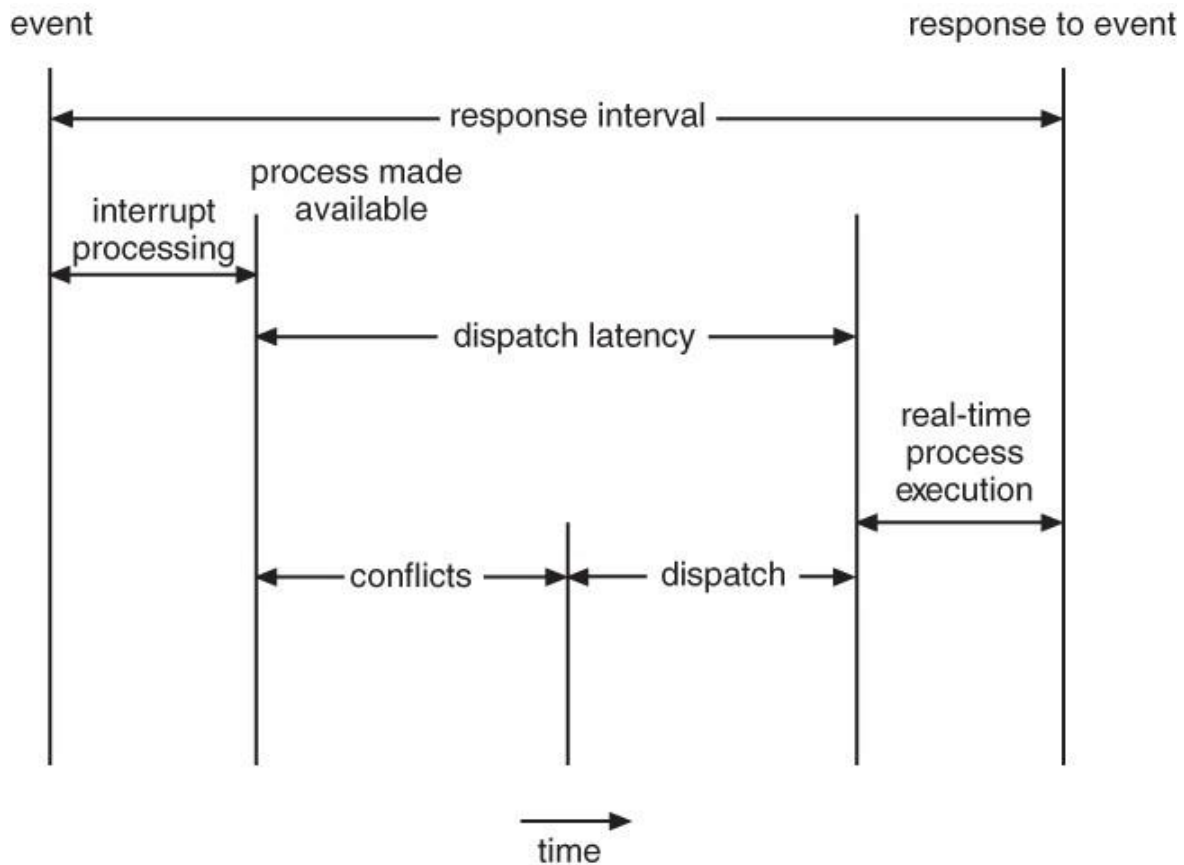 event
response to event
response interval
process made
available
interrupt
processing
dispatch latency
real-time
process
execution
conflicts
dispatch
time